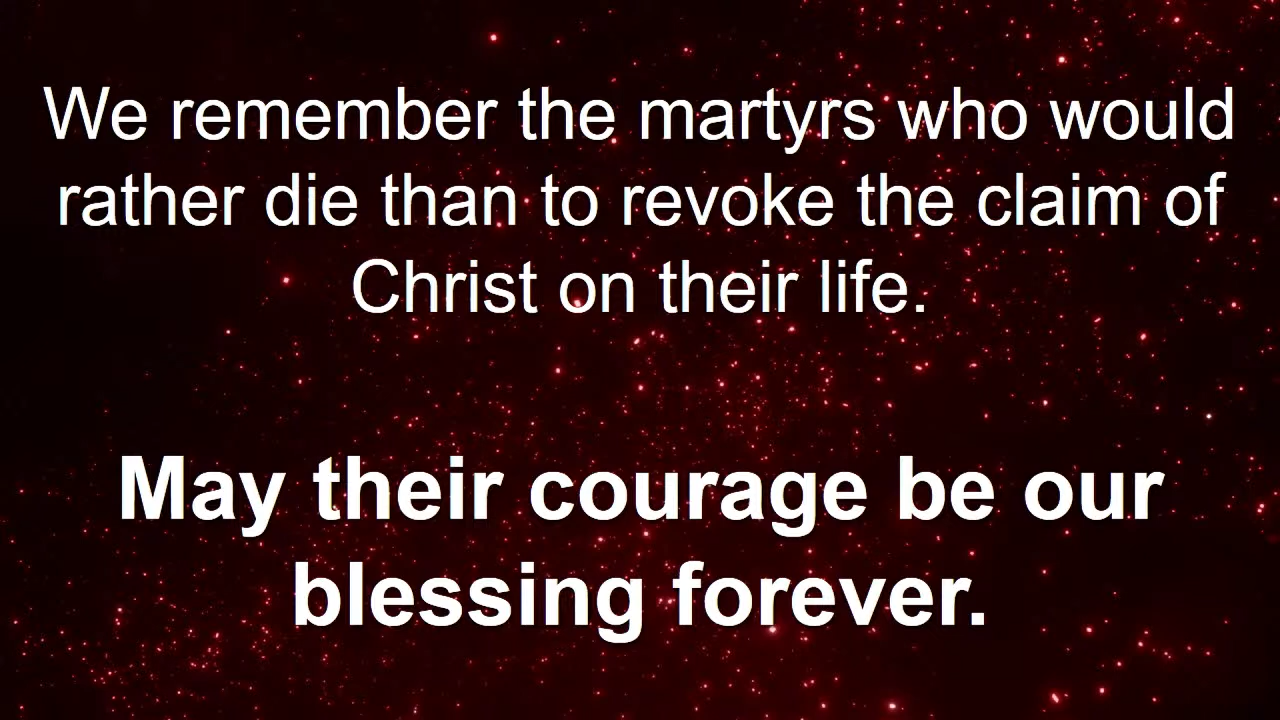 We remember the martyrs who would
rather die than to revoke the claim of
Christ on their life.
May their courage be our
blessing forever.